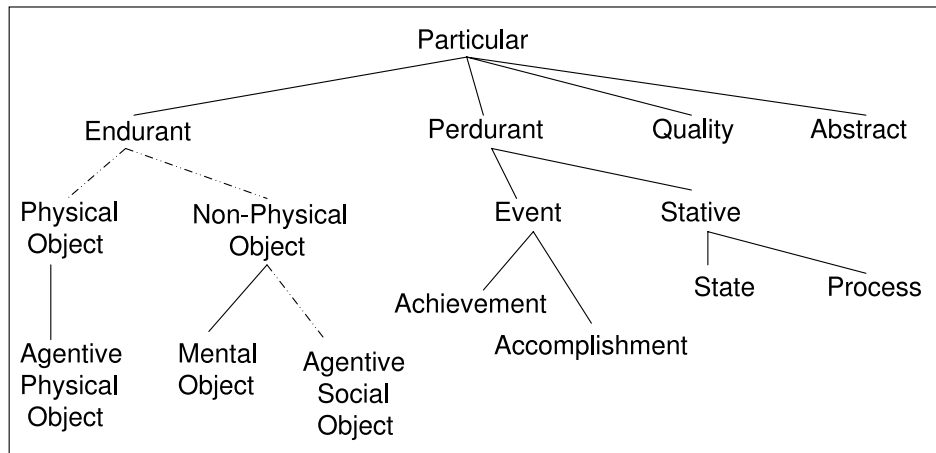 Particular
Endurant
Perdurant
Quality
Abstract
Physical
Object
Non-Physical
Object
Event
Stative
Achievement
Accomplishment
State
Process
Agentive
Physical
Object
Mental
Object
Agentive
Social
Object